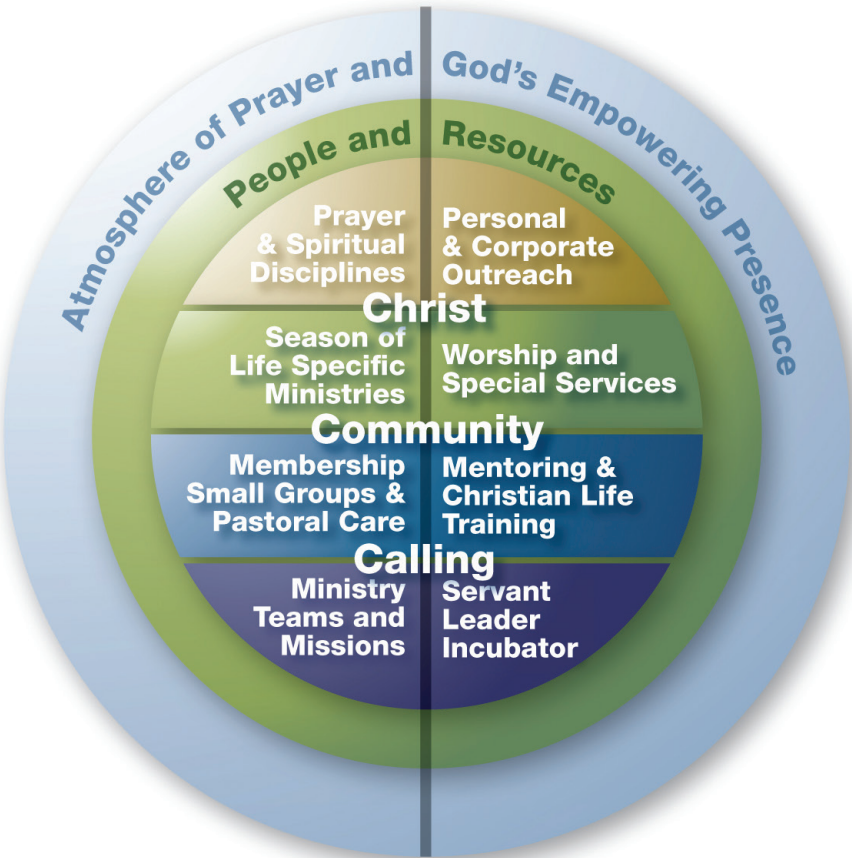 Atmosphere of Prayer and God's Empowering Presence
People and Resources
Prayer
& Spiritual
Disciplines
Personal
& Corporate
Outreach
Christ
Season of
Life Specific
Ministries
Worship and
Special Services
Community
Membership
Small Groups &
Pastoral Care
Mentoring &
Christian Life
Training
Calling
Ministry
Teams and
Missions
Servant
Leader
Incubator